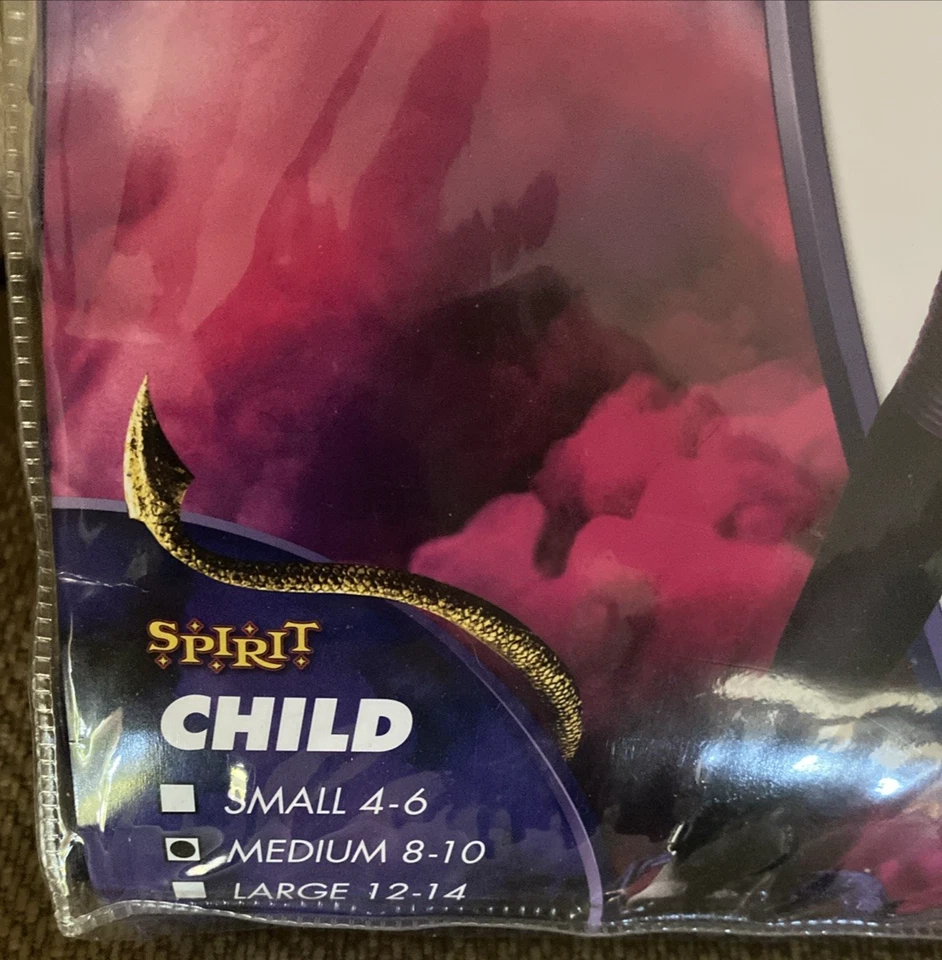 SPIRIT
CHILD
SMALL 4-6
MEDIUM 8-10
LARGE 12-14